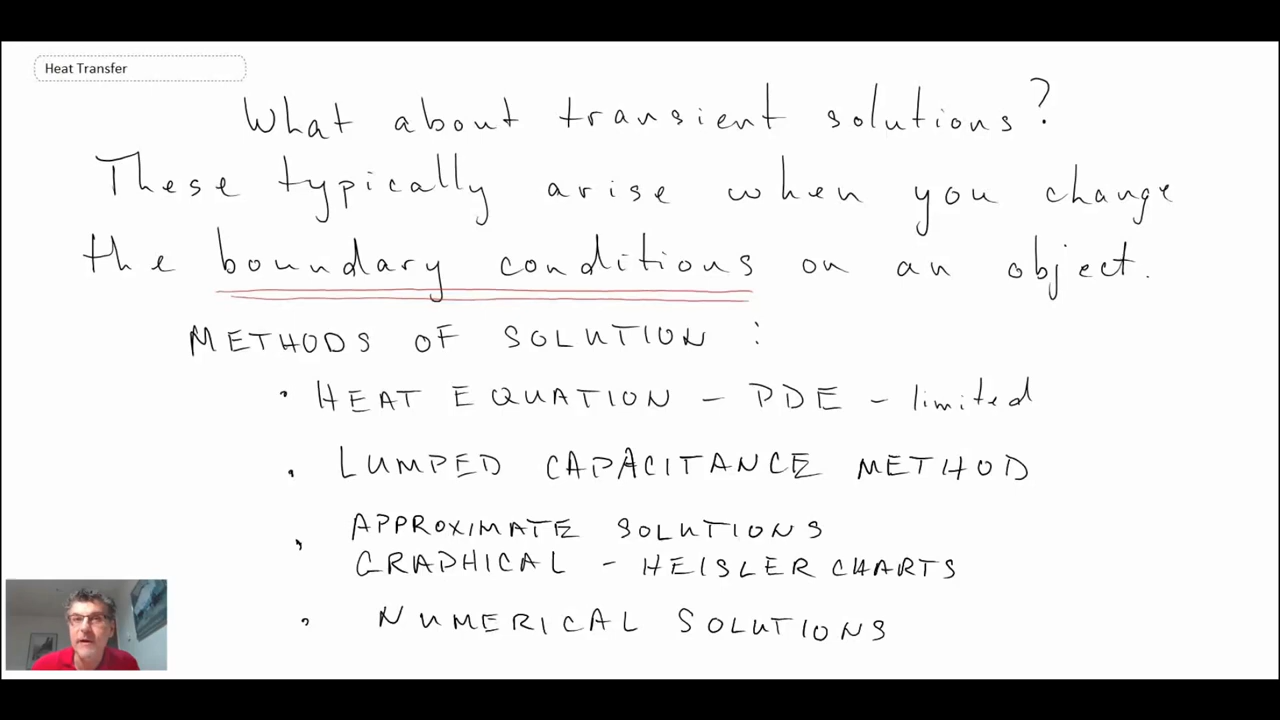 Heat Transfer
What about transient solutions?
These typically arise when you change
the boundary conditions on an object.
METHODS OF SOLUTION :
• HEAT EQUATION - PDE - limited
• LUMPED CAPACITANCE METHOD
• APPROXIMATE SOLUTIONS
GRAPHICAL - HEISLER CHARTS
• NUMERICAL SOLUTIONS